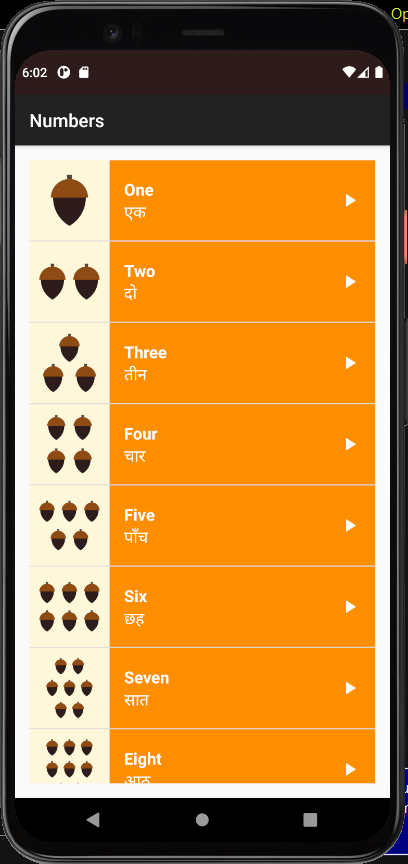 Op
6:02
Numbers
One
एक
Two
दो
Three
तीन
Four
चार
Five
पाँच
Six
छह
Seven
सात
Eight
आठ